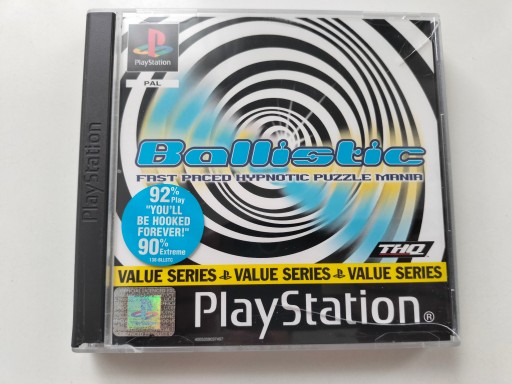 PlayStation
PAL
PlayStation
Ballistic
FAST PACED HYPNOTIC PUZZLE MANIA
92% Play
"YOU'LL
BE HOOKED
FOREVER!"
90% Extreme
THQ
VALUE SERIES VALUE SERIES VALUE SERIES
PlayStation®